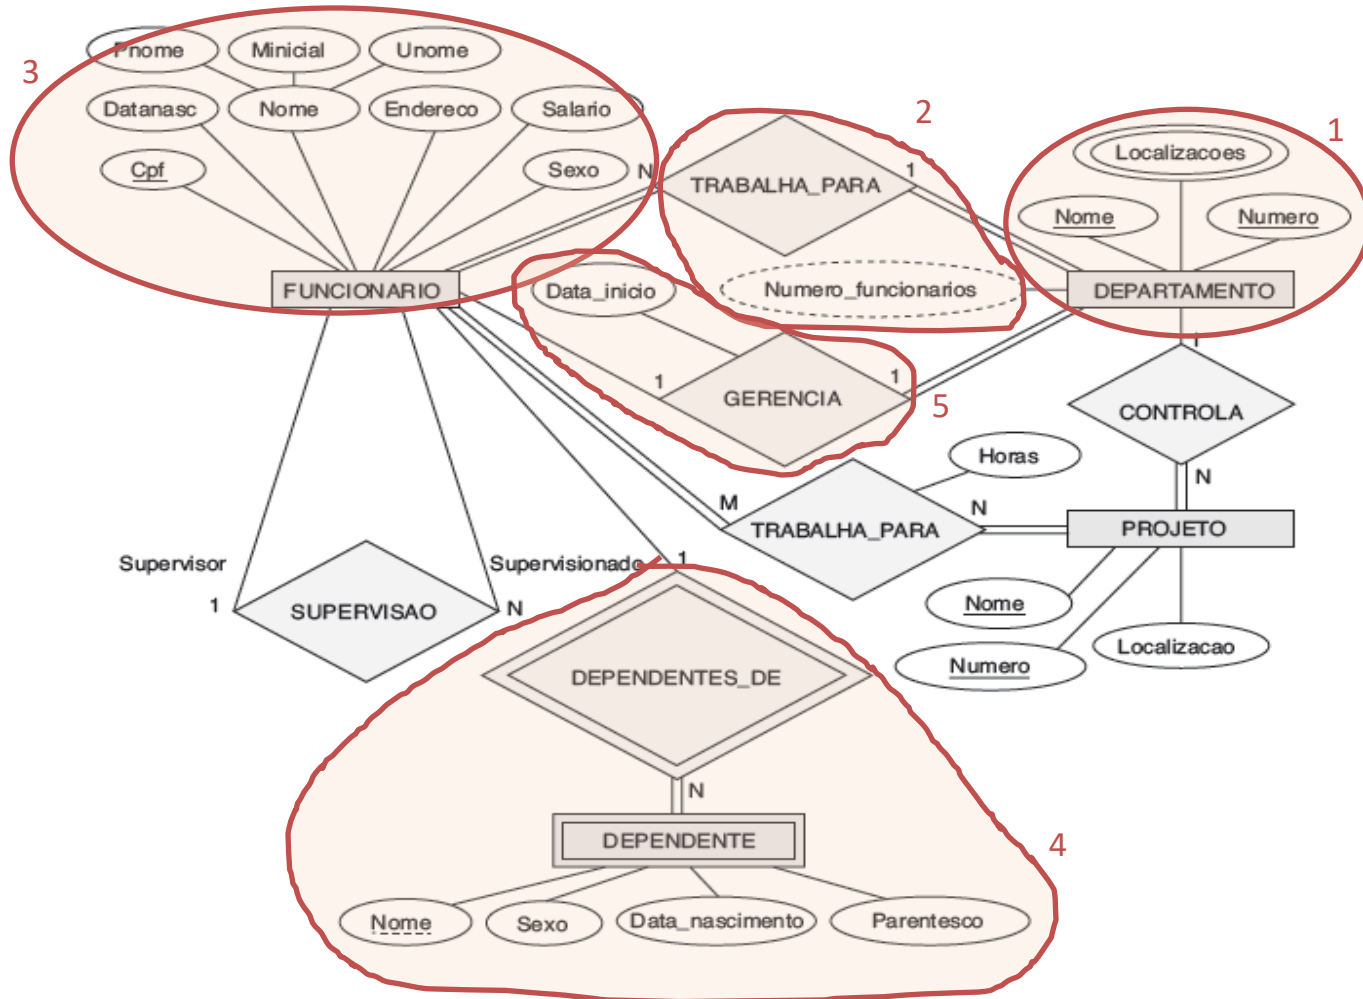 3
Pnome
Minicial
Unome
Datanasc
Nome
Endereco
Salario
Cpf
Sexo
FUNCIONARIO
N
TRABALHA_PARA
1
2
1
Localizacoes
Nome
Numero
DEPARTAMENTO
Data_inicio
Numero_funcionarios
1
GERENCIA
1
5
1
CONTROLA
N
Horas
M
TRABALHA_PARA
N
PROJETO
Nome
Numero
Localizacao
Supervisor
1
SUPERVISAO
N
Supervisionado
1
DEPENDENTES_DE
N
DEPENDENTE
4
Nome
Sexo
Data_nascimento
Parentesco